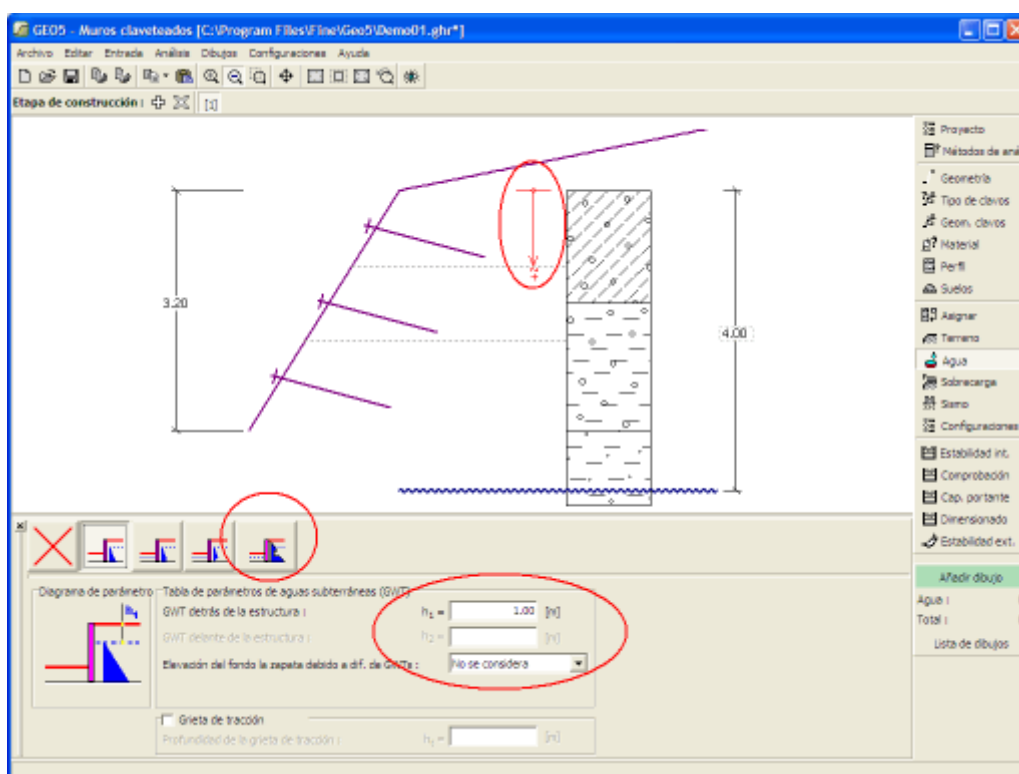 GEO5 - Muros claveteados [C:\Program Files\Fine\Geo5\Demo01.ghr*]
Archivo Editar Entrada Análisis Dibujos Configuraciones Ayuda
Etapa de construcción : [1]
3.20
4.00
Proyecto
Métodos de aná
Geometría
Tipo de clavos
Geom. clavos
Material
Perfil
Suelos
Asignar
Terreno
Agua
Sobrecarga
Sismo
Configuraciones
Estabilidad int.
Comprobación
Cap. portante
Dimensionado
Estabilidad ext.
Añadir dibujo
Agua :
Total :
Lista de dibujos
Diagrama de parámetro
h1
Tabla de parámetros de aguas subterráneas (GWT)
GWT detrás de la estructura : h1 = 1.00 [m]
GWT delante de la estructura : h2 = [m]
Elevación del fondo la zapata debido a dif. de GWTs : No se considera
Grieta de tracción
Profundidad de la grieta de tracción : ht = [m]